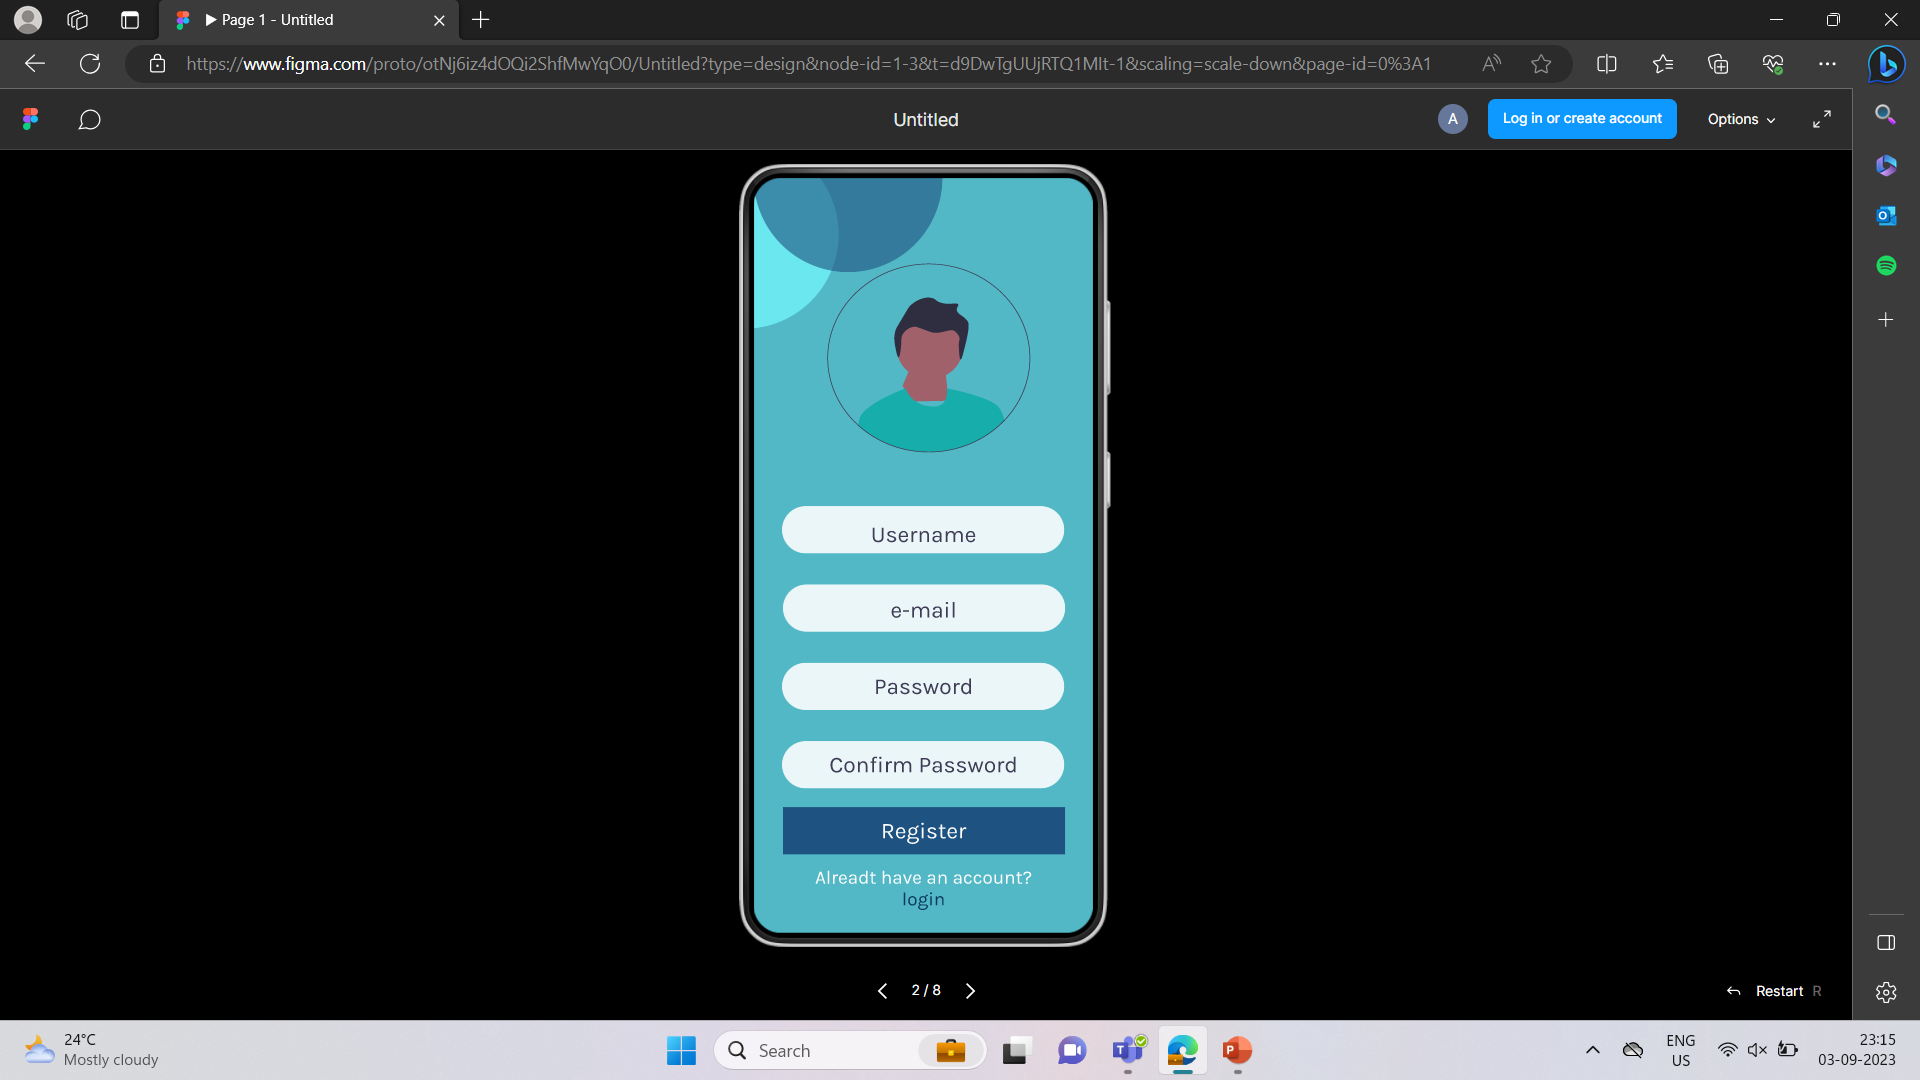 Page 1 - Untitled
https://www.figma.com/proto/otNj6iz4dOQi2ShfMwYqO0/Untitled?type=design&node-id=1-3&t=d9DwTgUUjRTQ1MIt-1&scaling=scale-down&page-id=0%3A1
Untitled
A
Log in or create account
Options
Username
e-mail
Password
Confirm Password
Register
Alreadt have an account?
login
2 / 8
Restart R
24°C
Mostly cloudy
Search
ENG
US
23:15
03-09-2023